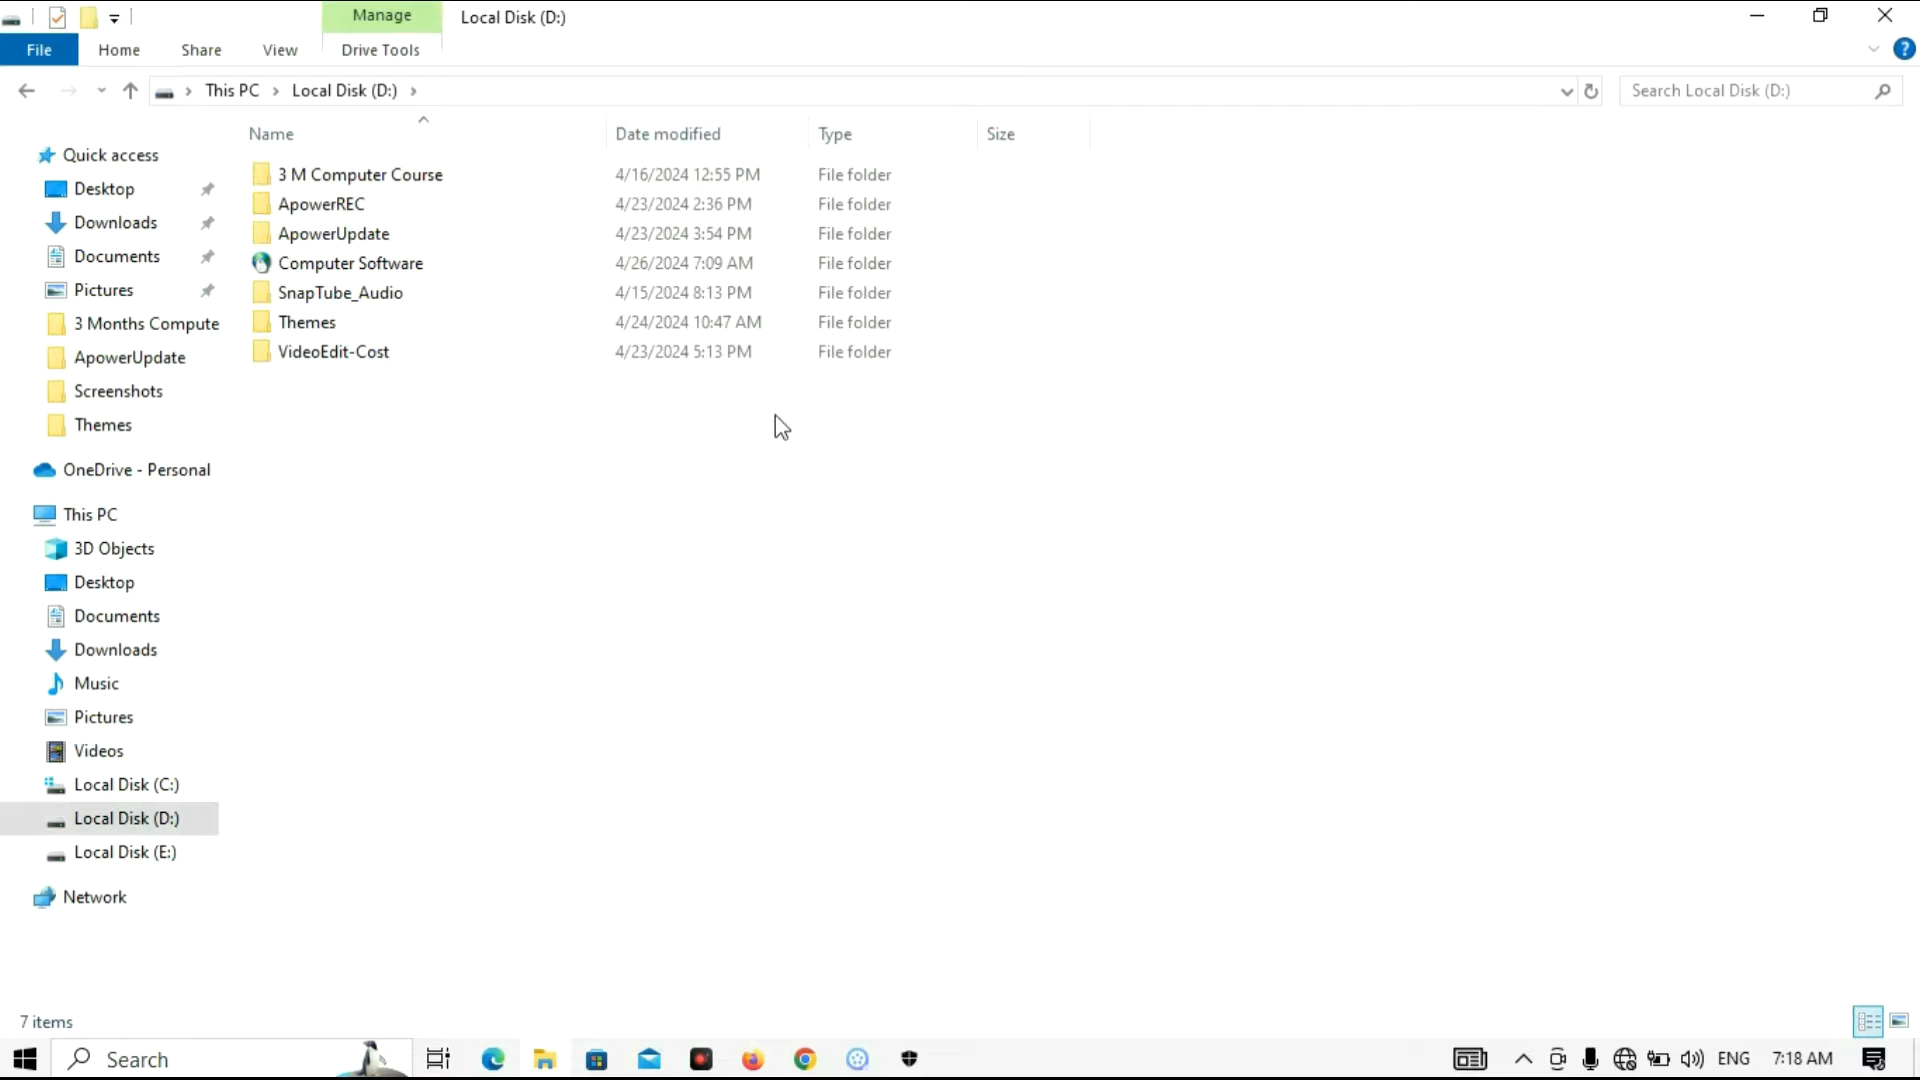 Manage
Local Disk (D:)
File
Home
Share
View
Drive Tools
This PC
Local Disk (D:)
Search Local Disk (D:)
Name
Date modified
Type
Size
3 M Computer Course 4/16/2024 12:55 PM File folder
ApowerREC 4/23/2024 2:36 PM File folder
ApowerUpdate 4/23/2024 3:54 PM File folder
Computer Software 4/26/2024 7:09 AM File folder
SnapTube_Audio 4/15/2024 8:13 PM File folder
Themes 4/24/2024 10:47 AM File folder
VideoEdit-Cost 4/23/2024 5:13 PM File folder
Quick access
Desktop
Downloads
Documents
Pictures
3 Months Compute
ApowerUpdate
Screenshots
Themes
OneDrive - Personal
This PC
3D Objects
Desktop
Documents
Downloads
Music
Pictures
Videos
Local Disk (C:)
Local Disk (D:)
Local Disk (E:)
Network
7 items
Search
ENG
7:18 AM